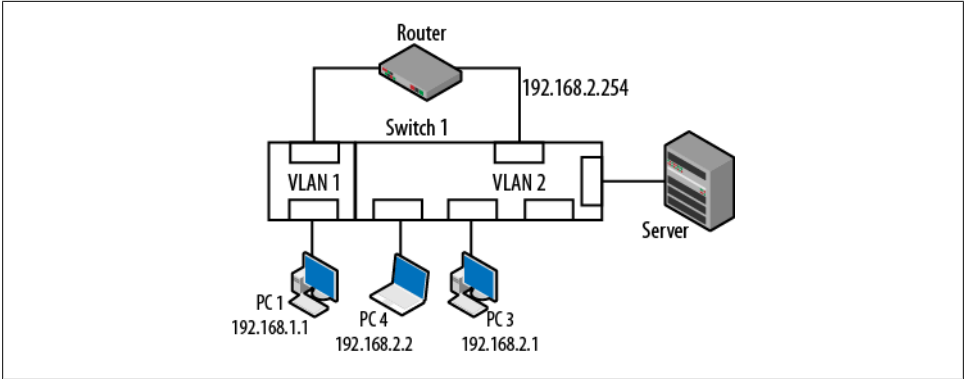 Router
192.168.2.254
Switch 1
VLAN 1
VLAN 2
Server
PC 1
192.168.1.1
PC 4
192.168.2.2
PC 3
192.168.2.1